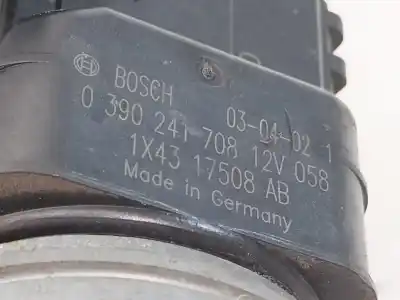 BOSCH 03-04-02 1
0 390 241 708 12V 058
1X43 17508 AB
Made in Germany